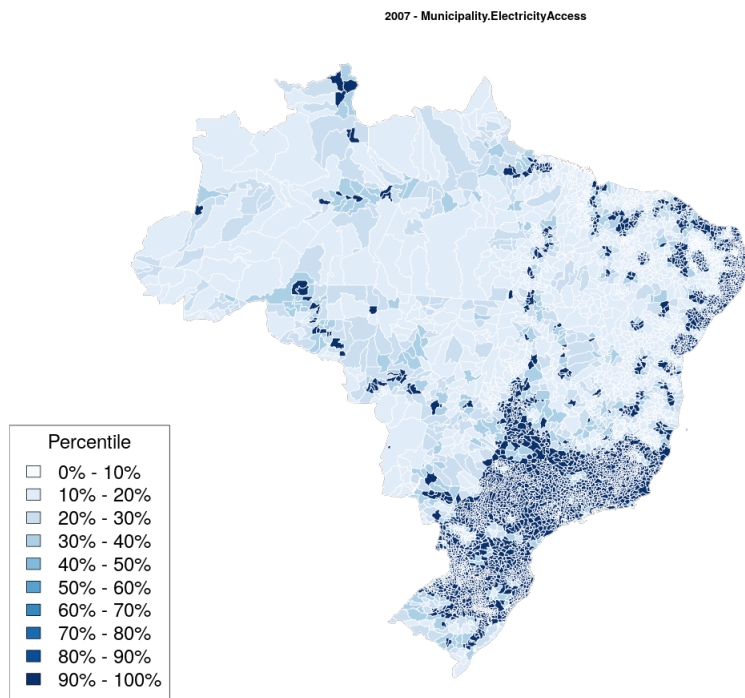 2007 - Municipality.ElectricityAccess
Percentile
0% - 10%
10% - 20%
20% - 30%
30% - 40%
40% - 50%
50% - 60%
60% - 70%
70% - 80%
80% - 90%
90% - 100%